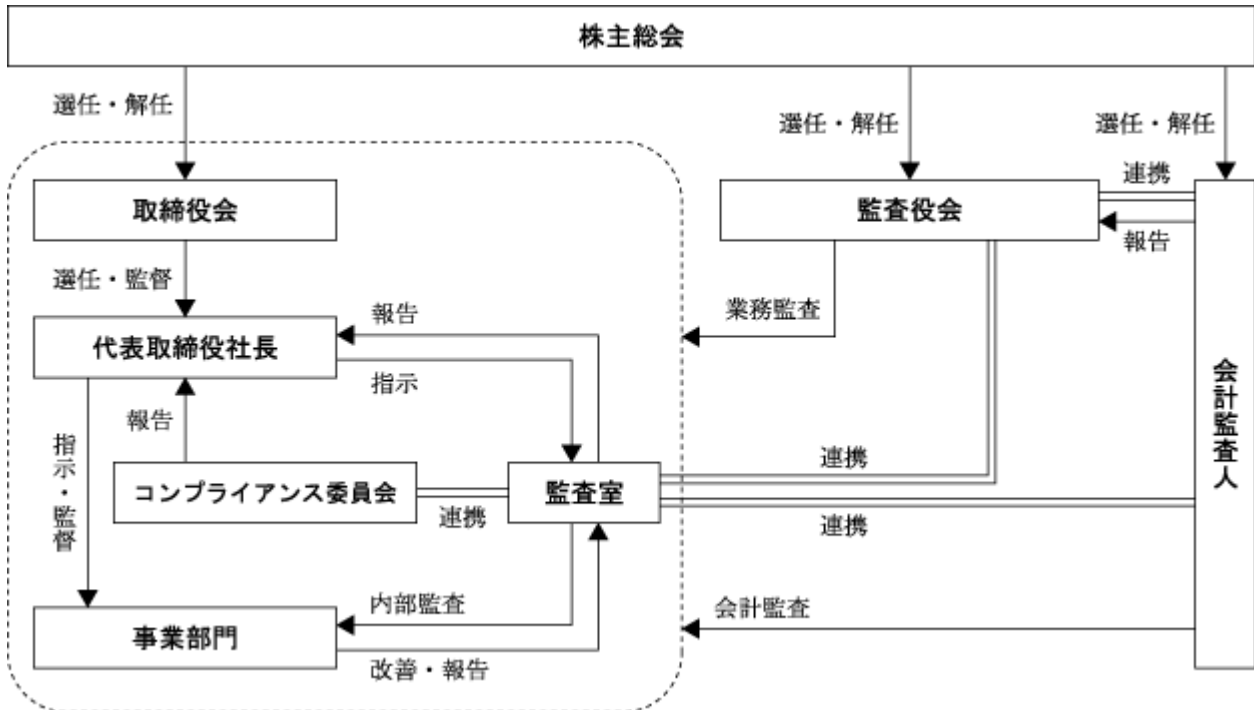 株主総会
選任・解任
選任・解任
選任・解任
取締役会
監査役会
連携
報告
選任・監督
業務監査
代表取締役社長
報告
指示
報告
指示・監督
コンプライアンス委員会
連携
監査室
連携
連携
会計監査人
内部監査
会計監査
事業部門
改善・報告